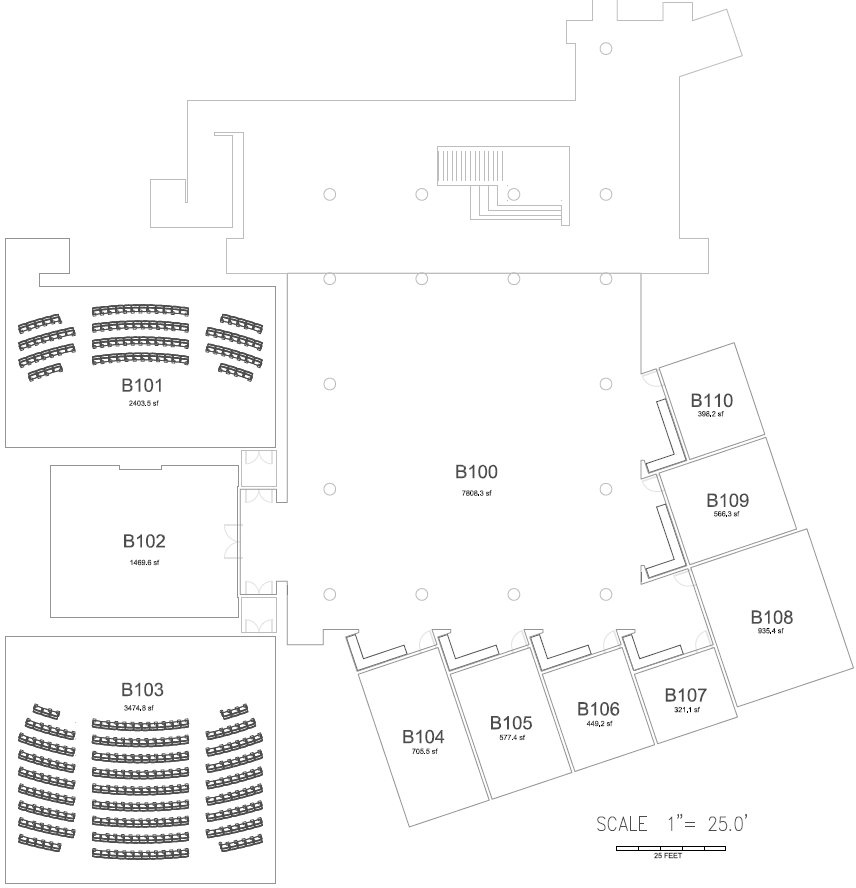 B101
2403.5 sf
B110
398.2 sf
B100
7808.3 sf
B109
566.3 sf
B102
1469.6 sf
B108
935.4 sf
B103
3474.8 sf
B107
321.1 sf
B106
449.2 sf
B105
577.4 sf
B104
705.5 sf
SCALE 1"= 25.0'
25 FEET